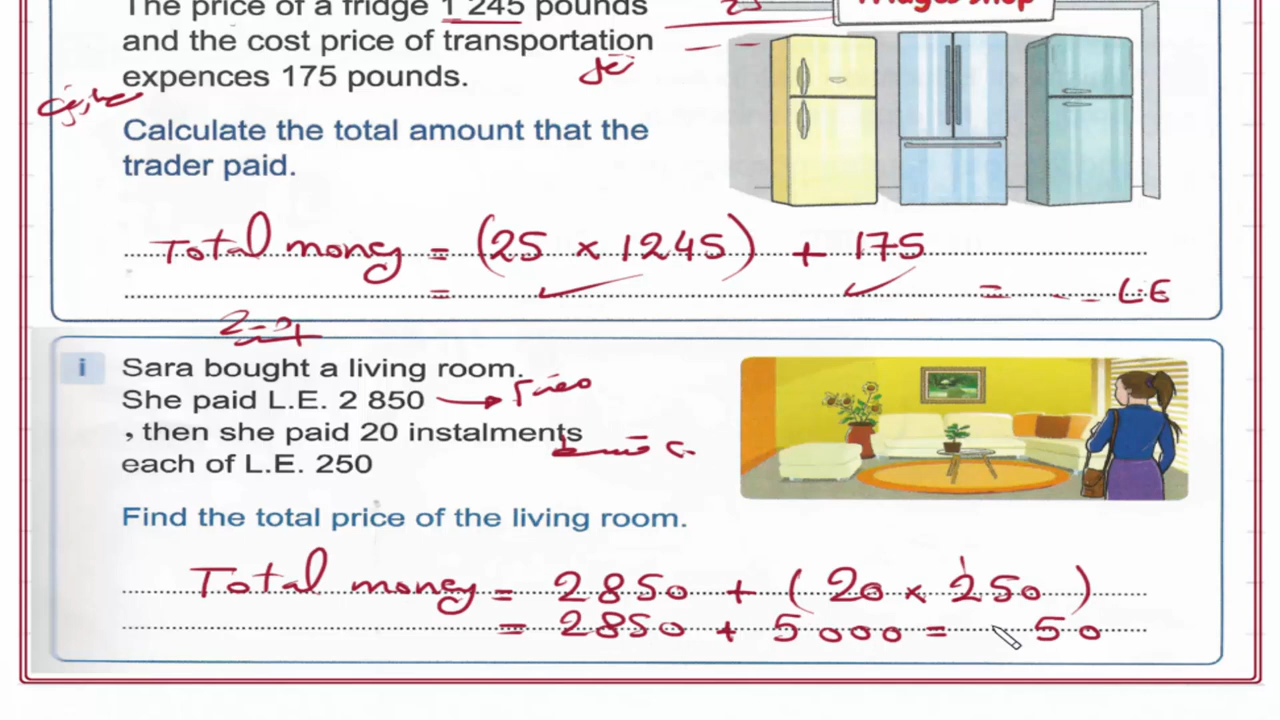 The price of a fridge 1 245 pounds
and the cost price of transportation
expences 175 pounds.
Calculate the total amount that the
trader paid.
Fridges shop
25
نقل
Total money = (25 × 1245) + 175
= = L.E
i
Sara bought a living room.
She paid L.E. 2 850
, then she paid 20 instalments
each of L.E. 250
Find the total price of the living room.
Total money = 2850 + ( 20 × 250 )
= 2850 + 5000 = 50